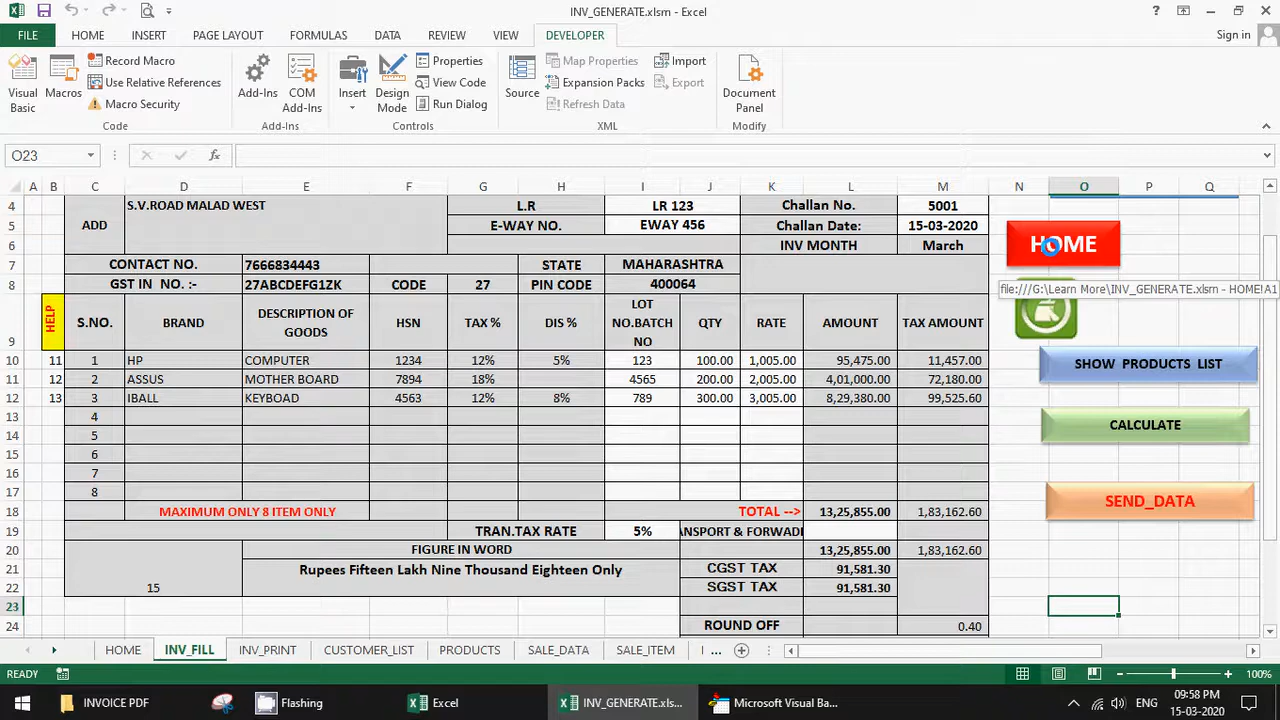 INV_GENERATE.xlsm - Excel
FILE HOME INSERT PAGE LAYOUT FORMULAS DATA REVIEW VIEW DEVELOPER Sign in
Visual Basic
Macros
Record Macro
Use Relative References
Macro Security
Code
Add-Ins
COM Add-Ins
Add-Ins
Insert
Design Mode
Properties
View Code
Run Dialog
Controls
Source
Map Properties
Expansion Packs
Refresh Data
Import
Export
XML
Document Panel
Modify
O23 fx
A B C D E F G H I J K L M N O P Q
4 ADD S.V.ROAD MALAD WEST L.R LR 123 Challan No. 5001
5 E-WAY NO. EWAY 456 Challan Date: 15-03-2020
6 INV MONTH March
7 CONTACT NO. 7666834443 STATE MAHARASHTRA
8 GST IN NO. :- 27ABCDEFG1ZK CODE 27 PIN CODE 400064
9 HELP S.NO. BRAND DESCRIPTION OF GOODS HSN TAX % DIS % LOT NO.BATCH NO QTY RATE AMOUNT TAX AMOUNT
10 11 1 HP COMPUTER 1234 12% 5% 123 100.00 1,005.00 95,475.00 11,457.00
11 12 2 ASSUS MOTHER BOARD 7894 18% 4565 200.00 2,005.00 4,01,000.00 72,180.00
12 13 3 IBALL KEYBOAD 4563 12% 8% 789 300.00 3,005.00 8,29,380.00 99,525.60
13 4
14 5
15 6
16 7
17 8
18 MAXIMUM ONLY 8 ITEM ONLY TOTAL --> 13,25,855.00 1,83,162.60
19 TRAN.TAX RATE 5% ANSPORT & FORWADI
20 FIGURE IN WORD 13,25,855.00 1,83,162.60
21 Rupees Fifteen Lakh Nine Thousand Eighteen Only CGST TAX 91,581.30
22 15 SGST TAX 91,581.30
23
24 ROUND OFF 0.40
HOME
file:///G:\Learn More\INV_GENERATE.xlsm - HOME!A1
SHOW PRODUCTS LIST
CALCULATE
SEND_DATA
HOME INV_FILL INV_PRINT CUSTOMER_LIST PRODUCTS SALE_DATA SALE_ITEM I ...
READY 100%
INVOICE PDF Flashing Excel INV_GENERATE.xls... Microsoft Visual Ba... ENG 09:58 PM
15-03-2020